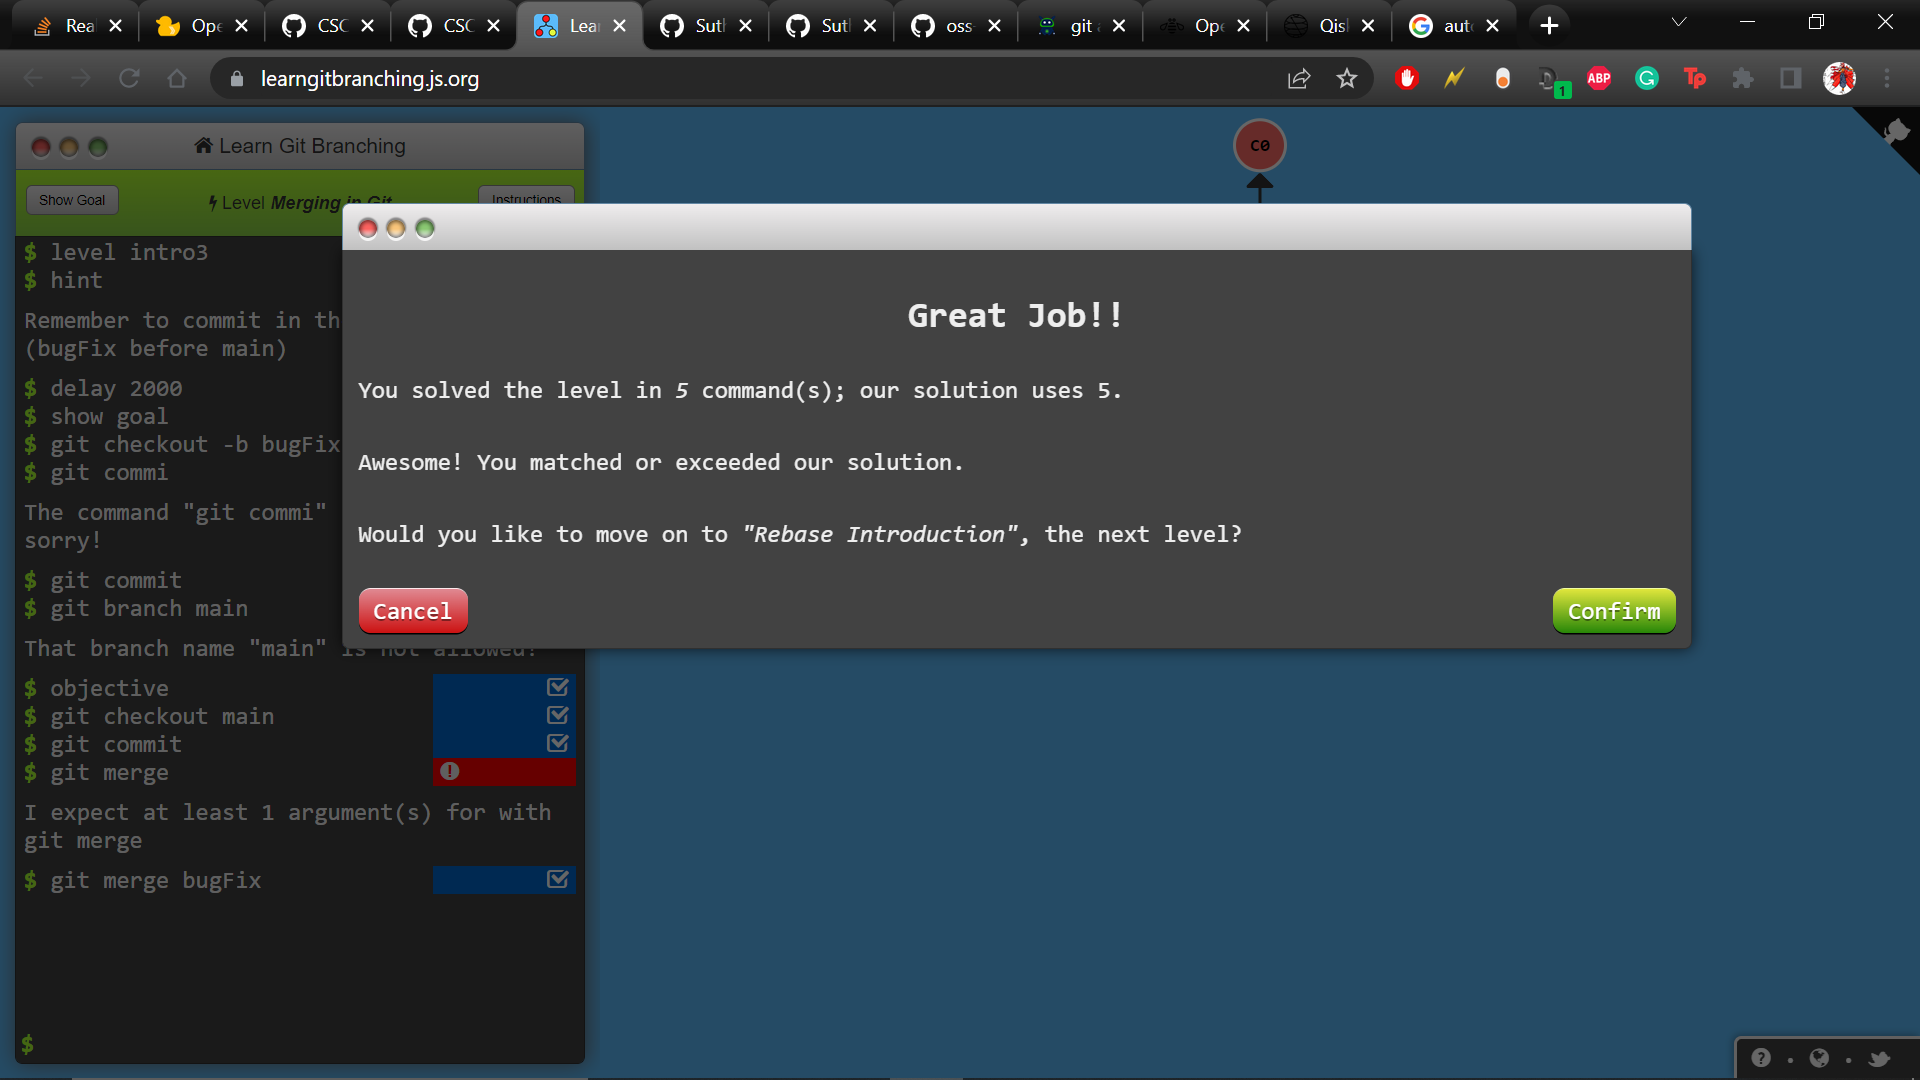 Rea
Ope
CSC
CSC
Lea
Sut
Sut
oss
git a
Ope
Qis
aut
learngitbranching.js.org
ABP
1
Learn Git Branching
C0
Show Goal
Level Merging in Git
Instructions
$ level intro3
$ hint
Remember to commit in th
(bugFix before main)
$ delay 2000
$ show goal
$ git checkout -b bugFix
$ git commi
The command "git commi"
sorry!
$ git commit
$ git branch main
That branch name "main" is not allowed!
$ objective
$ git checkout main
$ git commit
$ git merge
I expect at least 1 argument(s) for with
git merge
$ git merge bugFix
$
Great Job!!
You solved the level in 5 command(s); our solution uses 5.
Awesome! You matched or exceeded our solution.
Would you like to move on to "Rebase Introduction", the next level?
Cancel
Confirm